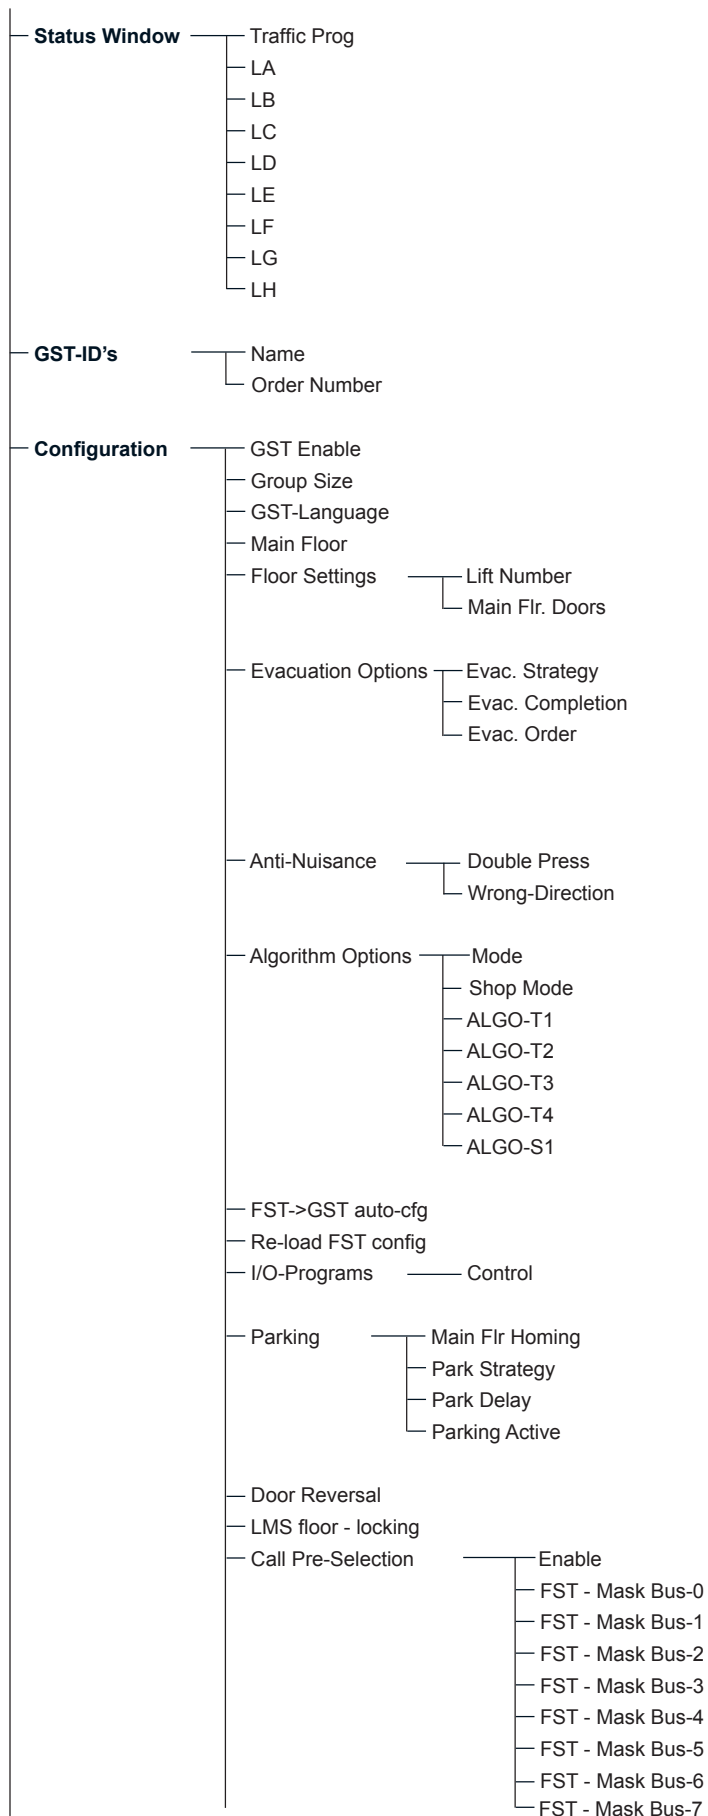 Status Window Traffic Prog
LA
LB
LC
LD
LE
LF
LG
LH
GST-ID’s Name
Order Number
Configuration GST Enable
Group Size
GST-Language
Main Floor
Floor Settings Lift Number
Main Flr. Doors
Evacuation Options Evac. Strategy
Evac. Completion
Evac. Order
Anti-Nuisance Double Press
Wrong-Direction
Algorithm Options Mode
Shop Mode
ALGO-T1
ALGO-T2
ALGO-T3
ALGO-T4
ALGO-S1
FST->GST auto-cfg
Re-load FST config
I/O-Programs Control
Parking Main Flr Homing
Park Strategy
Park Delay
Parking Active
Door Reversal
LMS floor - locking
Call Pre-Selection Enable
FST - Mask Bus-0
FST - Mask Bus-1
FST - Mask Bus-2
FST - Mask Bus-3
FST - Mask Bus-4
FST - Mask Bus-5
FST - Mask Bus-6
FST - Mask Bus-7